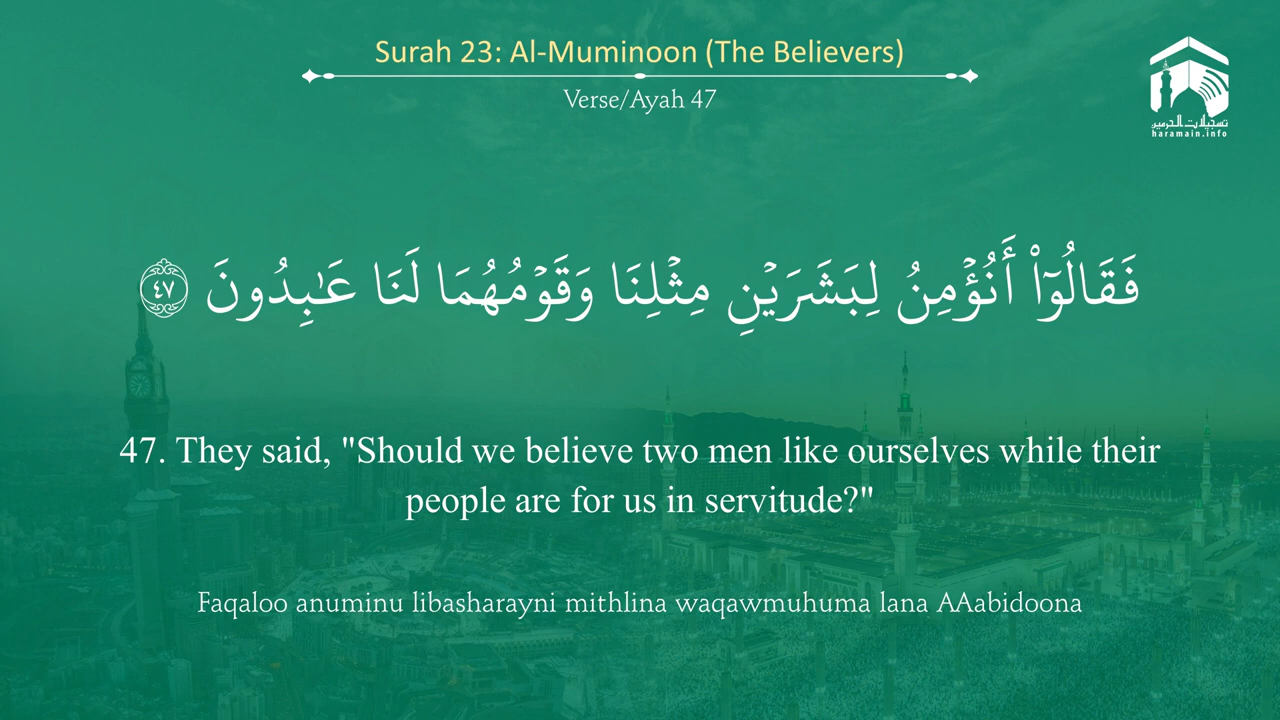 Surah 23: Al-Muminoon (The Believers)
Verse/Ayah 47
تسجيلات الحرمين
haramain.info
فَقَالُوٓا۟ أَنُؤْمِنُ لِبَشَرَيْنِ مِثْلِنَا وَقَوْمُهُمَا لَنَا عَـٰبِدُونَ ٤٧
47. They said, "Should we believe two men like ourselves while their
people are for us in servitude?"
Faqaloo anuminu libasharayni mithlina waqawmuhuma lana AAabidoona